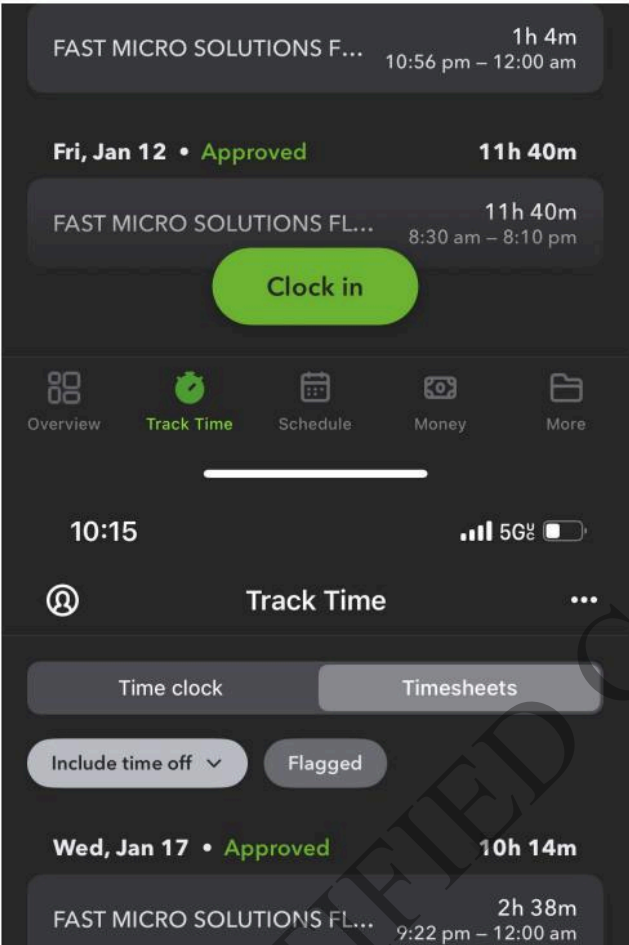 1h 4m
FAST MICRO SOLUTIONS F...
10:56 pm – 12:00 am
Fri, Jan 12 • Approved 11h 40m
11h 40m
FAST MICRO SOLUTIONS FL...
8:30 am – 8:10 pm
Clock in
Overview Track Time Schedule Money More
10:15 5G
Track Time
Time clock Timesheets
Include time off Flagged
Wed, Jan 17 • Approved 10h 14m
2h 38m
FAST MICRO SOLUTIONS FL...
9:22 pm – 12:00 am